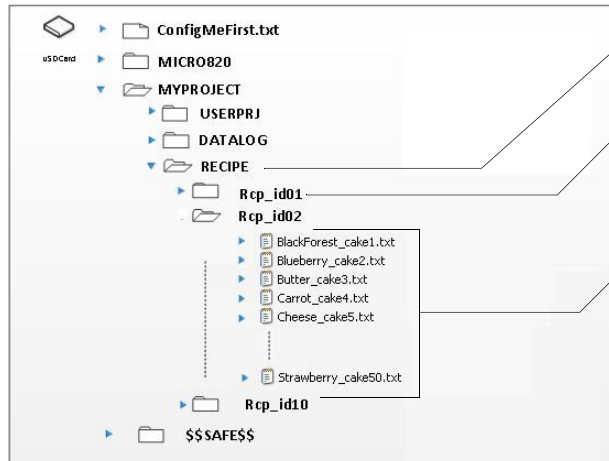 ConfigMeFirst.txt
uSDCard
MICRO820
MYPROJECT
USERPRJ
DATALOG
RECIPE
Rcp_id01
Rcp_id02
BlackForest_cake1.txt
Blueberry_cake2.txt
Butter_cake3.txt
Carrot_cake4.txt
Cheese_cake5.txt
Strawberry_cake50.txt
Rcp_id10
$$SAFE$$